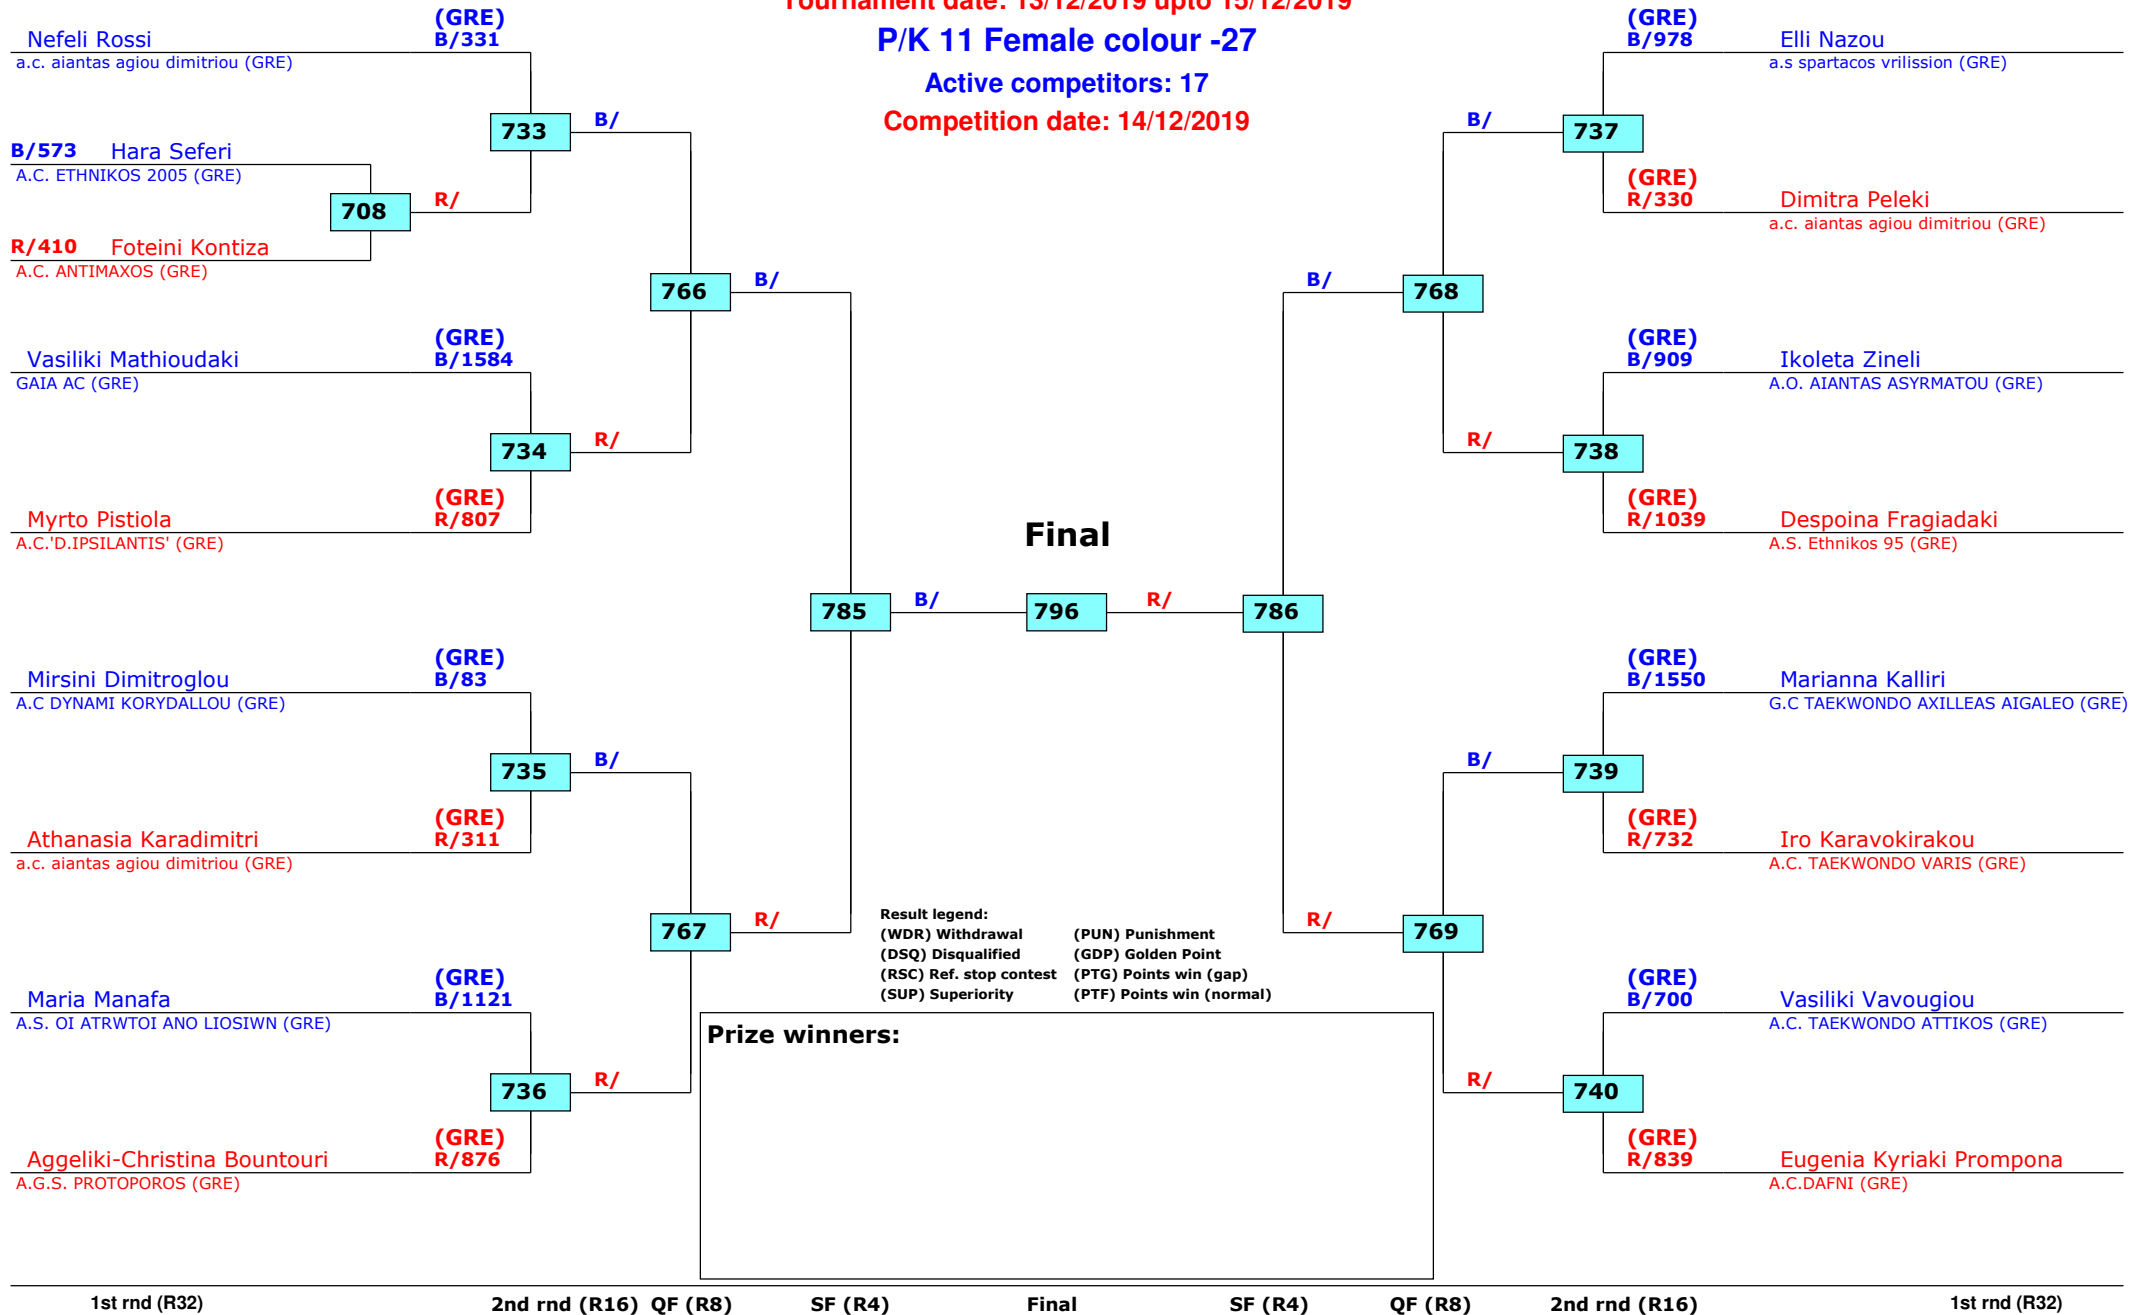 Tournament date: 13/12/2019 upto 15/12/2019
P/K 11 Female colour -27
Active competitors: 17
Competition date: 14/12/2019
(GRE)
Nefeli Rossi B/331
a.c. aiantas agiou dimitriou (GRE)
733
B/
B/573 Hara Seferi
A.C. ETHNIKOS 2005 (GRE)
708
R/
R/410 Foteini Kontiza
A.C. ANTIMAXOS (GRE)
766
B/
(GRE)
Vasiliki Mathioudaki B/1584
GAIA AC (GRE)
734
R/
(GRE)
Myrto Pistiola R/807
A.C.'D.IPSILANTIS' (GRE)
785
B/
(GRE)
Mirsini Dimitroglou B/83
A.C DYNAMI KORYDALLOU (GRE)
735
B/
(GRE)
Athanasia Karadimitri R/311
a.c. aiantas agiou dimitriou (GRE)
767
R/
(GRE)
Maria Manafa B/1121
A.S. OI ATRWTOI ANO LIOSIWN (GRE)
736
R/
(GRE)
Aggeliki-Christina Bountouri R/876
A.G.S. PROTOPOROS (GRE)
Final
796
R/
(GRE)
B/978 Elli Nazou
a.s spartacos vrilission (GRE)
B/
737
(GRE)
R/330 Dimitra Peleki
a.c. aiantas agiou dimitriou (GRE)
B/
768
(GRE)
B/909 Ikoleta Zineli
A.O. AIANTAS ASYRMATOU (GRE)
R/
738
(GRE)
R/1039 Despoina Fragiadaki
A.S. Ethnikos 95 (GRE)
786
(GRE)
B/1550 Marianna Kalliri
G.C TAEKWONDO AXILLEAS AIGALEO (GRE)
B/
739
(GRE)
R/732 Iro Karavokirakou
A.C. TAEKWONDO VARIS (GRE)
R/
769
(GRE)
B/700 Vasiliki Vavougiou
A.C. TAEKWONDO ATTIKOS (GRE)
R/
740
(GRE)
R/839 Eugenia Kyriaki Prompona
A.C.DAFNI (GRE)
Result legend:
(WDR) Withdrawal (PUN) Punishment
(DSQ) Disqualified (GDP) Golden Point
(RSC) Ref. stop contest (PTG) Points win (gap)
(SUP) Superiority (PTF) Points win (normal)
Prize winners:
1st rnd (R32) 2nd rnd (R16) QF (R8) SF (R4) Final SF (R4) QF (R8) 2nd rnd (R16) 1st rnd (R32)